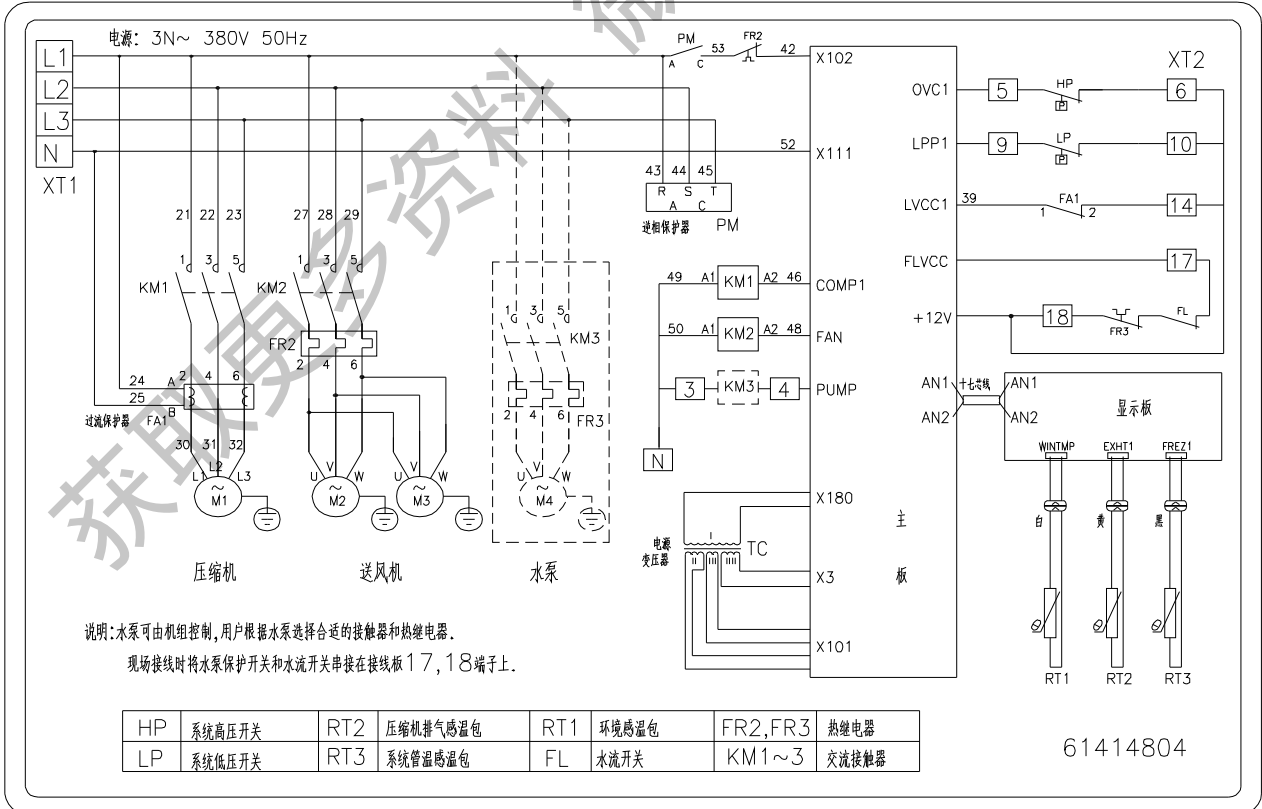 获取更多资料 微
电源: 3N~ 380V 50Hz
L1
L2
L3
N
XT1
PM
A C
53
FR2
42
X102
52
X111
43 44 45
R S T
A C
逆相保护器 PM
OVC1 5 HP P 6
XT2
LPP1 9 LP P 10
LVCC1 39 1 FA1 2 14
FLVCC 17
+12V 18 FR3 FL
21 22 23
1 3 5
KM1
27 28 29
1 3 5
KM2
FR2
2 4 6
1 3 5
KM3
2 4 6
FR3
24 A 2 4 6
25 B
过流保护器 FA1
30 31 32
L1 L2 L3
~
M1
U V W
~
M2
~
M3
U V W
U V W
~
M4
压缩机
送风机
水泵
49 A1 KM1 A2 46 COMP1
50 A1 KM2 A2 48 FAN
3 KM3 4 PUMP
N
AN1 十七芯线 AN1
AN2 AN2
显示板
WINTMP EXHT1 FREZ1
白 黄 黑
RT1 RT2 RT3
X180
电源
变压器
I
II III IIII
TC
X3
X101
主
板
说明:水泵可由机组控制,用户根据水泵选择合适的接触器和热继电器.
现场接线时将水泵保护开关和水流开关串接在接线板17,18端子上.
HP 系统高压开关 RT2 压缩机排气感温包 RT1 环境感温包 FR2,FR3 热继电器
LP 系统低压开关 RT3 系统管温感温包 FL 水流开关 KM1~3 交流接触器
61414804